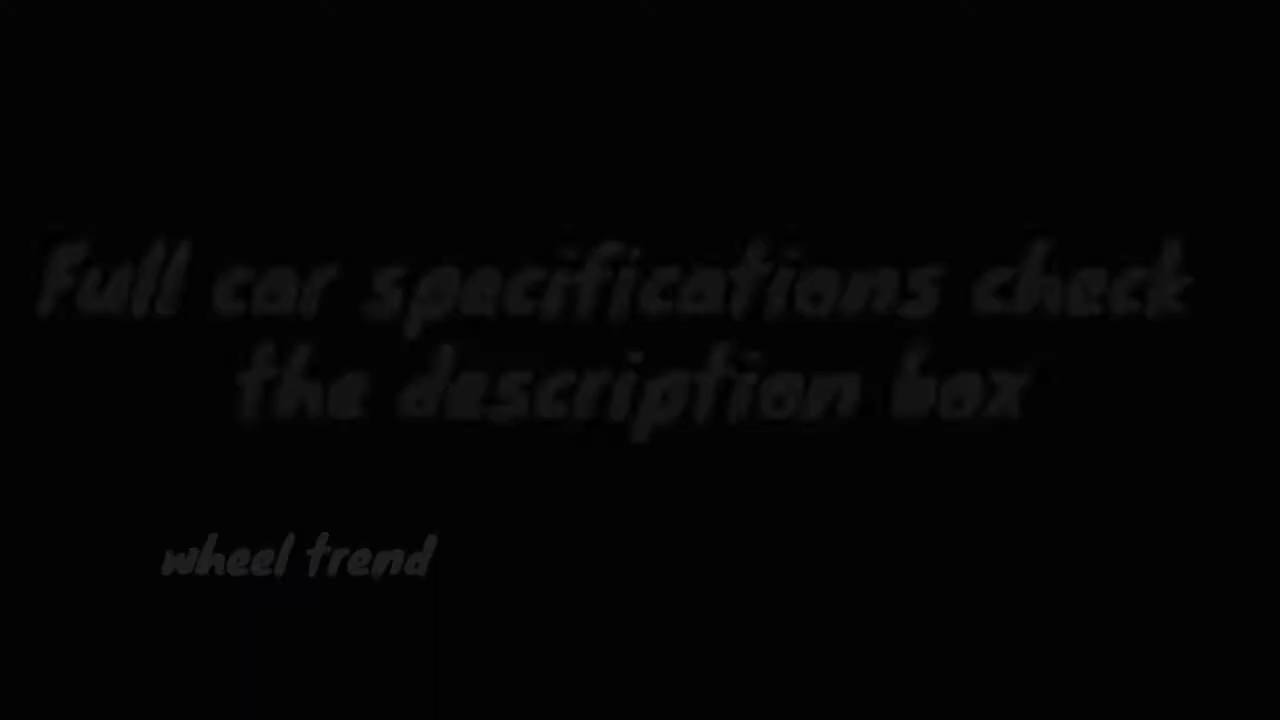 Full car specifications check
the description box
wheel trend